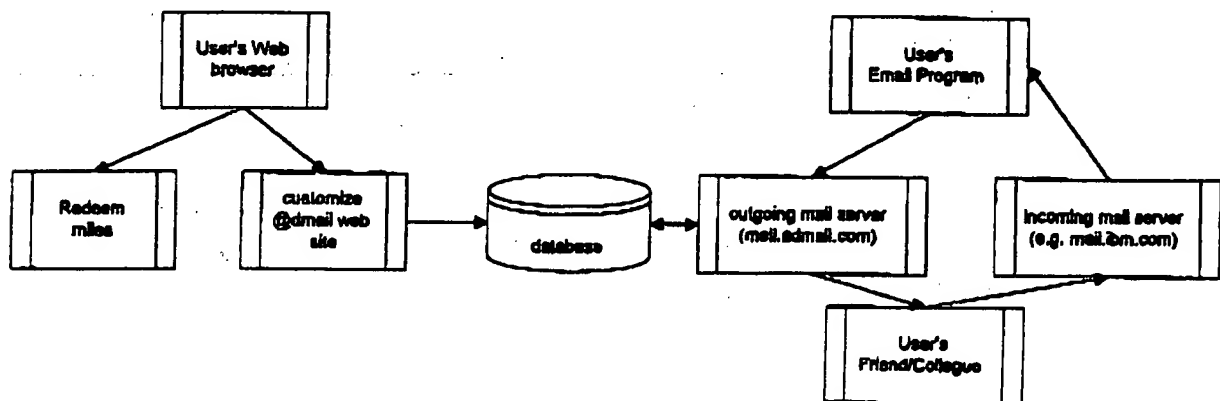 User's Web
browser
User's
Email Program
Redeem
miles
customize
@dmail web
site
database
outgoing mail server
(mail.admail.com)
incoming mail server
(e.g. mail.ibm.com)
User's
Friend/Collegue